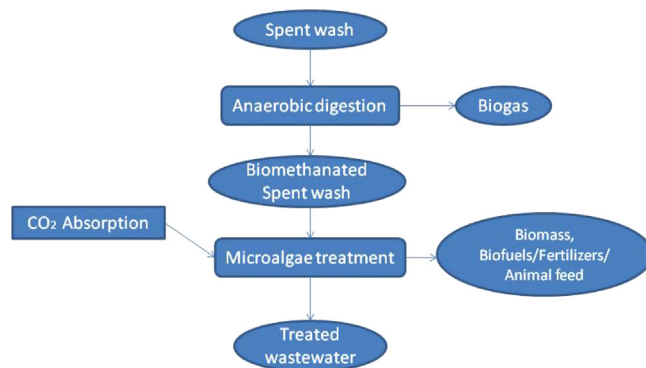 Spent wash
Anaerobic digestion
Biogas
Biomethanated
Spent wash
CO₂ Absorption
Microalgae treatment
Biomass,
Biofuels/Fertilizers/
Animal feed
Treated
wastewater